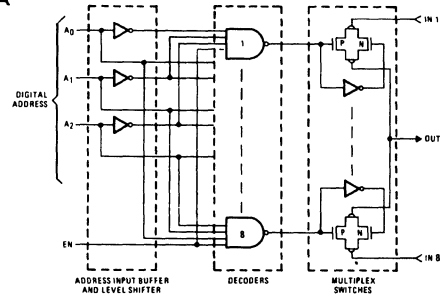 A0
A1
A2
DIGITAL
ADDRESS
EN
1
8
P N
P N
IN 1
OUT
IN 8
ADDRESS INPUT BUFFER
AND LEVEL SHIFTER
DECODERS
MULTIPLEX
SWITCHES